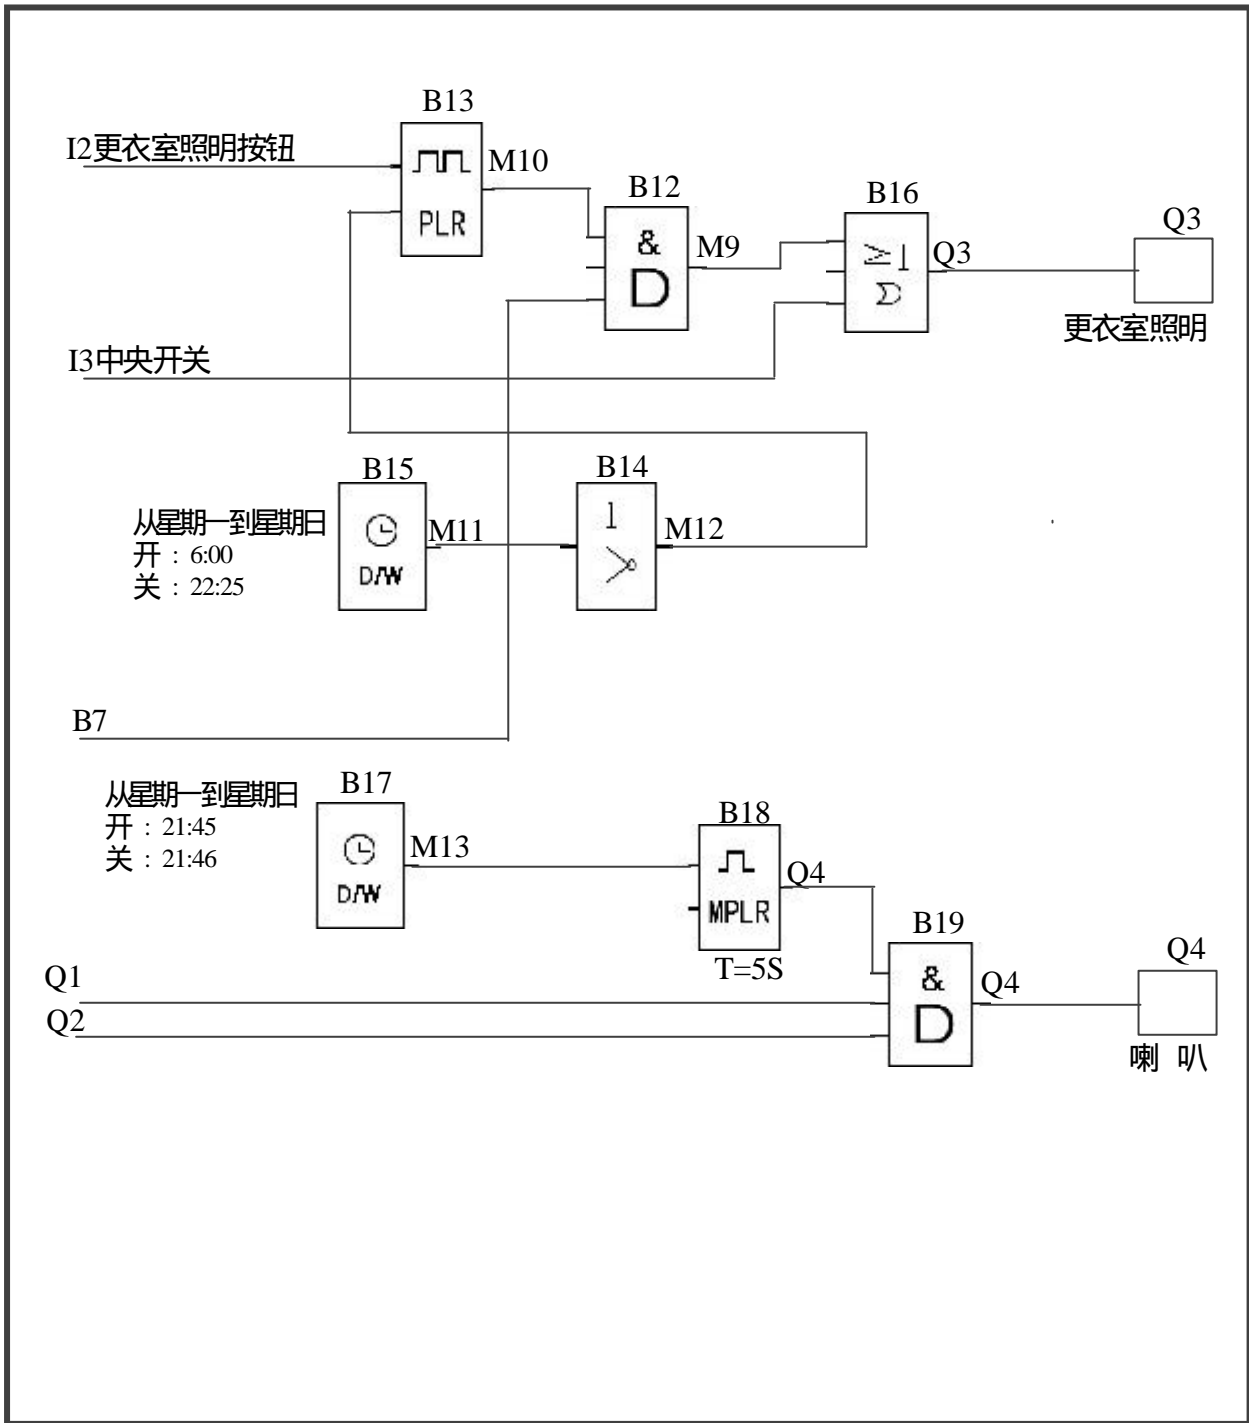 B13
I2更衣室照明按钮
M10
PLR
B12
&
D
M9
B16
≥1
Q3
Q3
更衣室照明
I3中央开关
B15
从星期一到星期日
开：6:00
关：22:25
D/W
M11
B14
1
M12
B7
B17
从星期一到星期日
开：21:45
关：21:46
D/W
M13
B18
MPLR
T=5S
Q4
B19
&
D
Q1
Q2
Q4
Q4
喇 叭